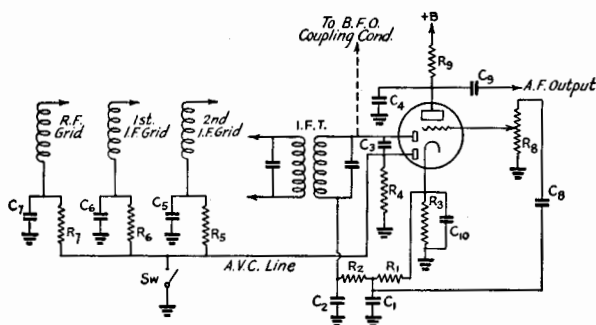 To B.F.O.
Coupling Cond.
+B
R9
C9
A.F. Output
C4
R.F.
Grid
1st.
I.F. Grid
2nd
I.F. Grid
I.F.T.
C3
R8
R4
C8
C7
R7
C6
R6
C5
R5
R3
C10
Sw
A.V.C. Line
R2
R1
C2
C1